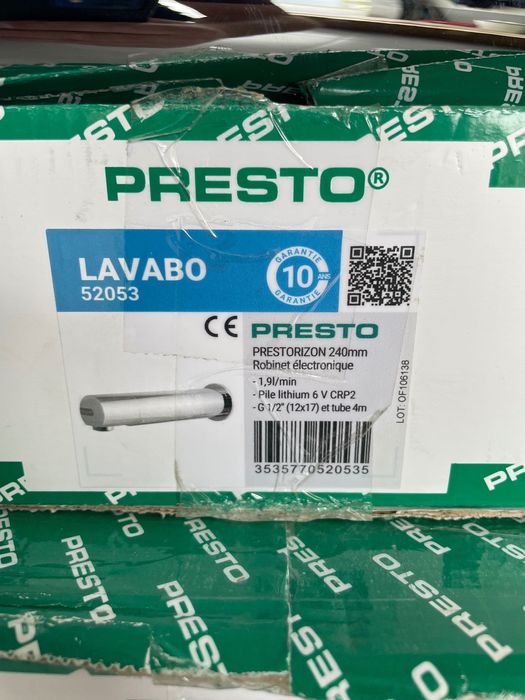 PRESTO®
LAVABO
52053
GARANTIE
10 ANS
GARANTIE
CE PRESTO
PRESTORIZON 240mm
Robinet électronique
- 1,9l/min
- Pile lithium 6 V CRP2
- G 1/2" (12x17) et tube 4m
3535770520535
LOT: OF106138
PRESTO
PRESTO
PRESTO
PRESTO
PRESTO